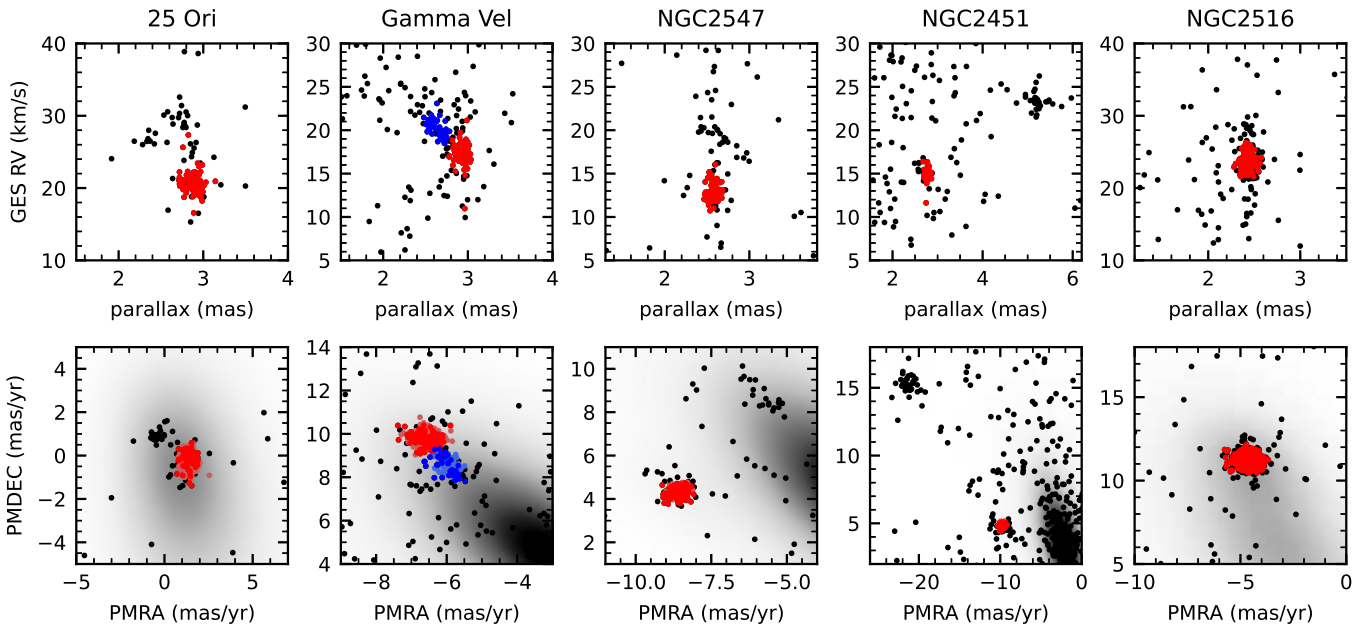 25 Ori
Gamma Vel
NGC2547
NGC2451
NGC2516
GES RV (km/s)
40
30
20
10
2 3 4
parallax (mas)
30
25
20
15
10
5
2 3 4
parallax (mas)
30
25
20
15
10
5
2 3
parallax (mas)
30
25
20
15
10
5
2 4 6
parallax (mas)
40
30
20
10
2 3
parallax (mas)
PMDEC (mas/yr)
4
2
0
−2
−4
−5 0 5
PMRA (mas/yr)
14
12
10
8
6
4
−8 −6 −4
PMRA (mas/yr)
10
8
6
4
2
−10.0 −7.5 −5.0
PMRA (mas/yr)
15
10
5
−20 −10 0
PMRA (mas/yr)
15
10
5
−10 −5 0
PMRA (mas/yr)